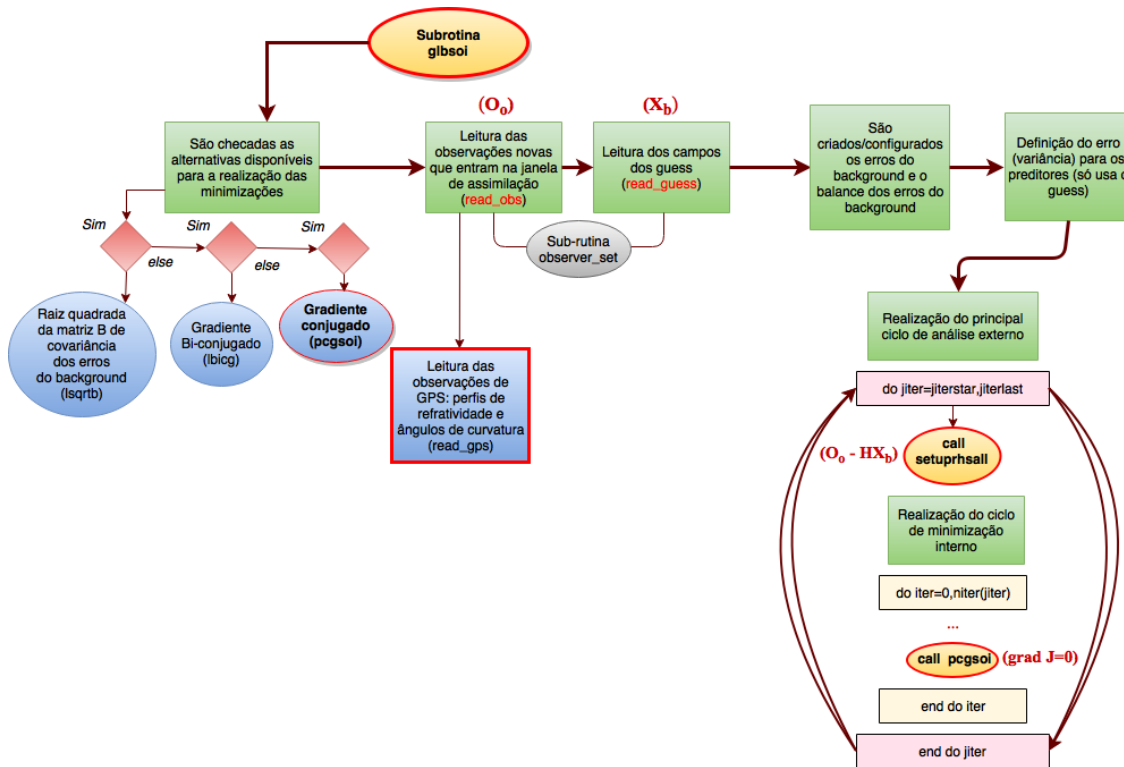 Subrotina
glbsoi
(Oₒ)
(X_b)
São checadas as
alternativas disponíveis
para a realização das
minimizações
Leitura das
observações novas
que entram na janela
de assimilação
(read_obs)
Leitura dos campos
dos guess
(read_guess)
São
criados/configurados
os erros do
background e o
balance dos erros do
background
Definição do erro
(variância) para os
preditores (só usa o
guess)
Sim
Sim
Sim
else
else
Sub-rutina
observer_set
Raiz quadrada
da matriz B de
covariância
dos erros
do background
(lsqrtb)
Gradiente
Bi-conjugado
(lbicg)
Gradiente
conjugado
(pcgsoi)
Leitura das
observações de
GPS: perfis de
refratividade e
ângulos de curvatura
(read_gps)
Realização do principal
ciclo de análise externo
do jiter=jiterstar,jiterlast
(Oₒ - HX_b)
call
setuprhsall
Realização do ciclo
de minimização
interno
do iter=0,niter(jiter)
...
call pcgsoi
(grad J=0)
end do iter
end do jiter